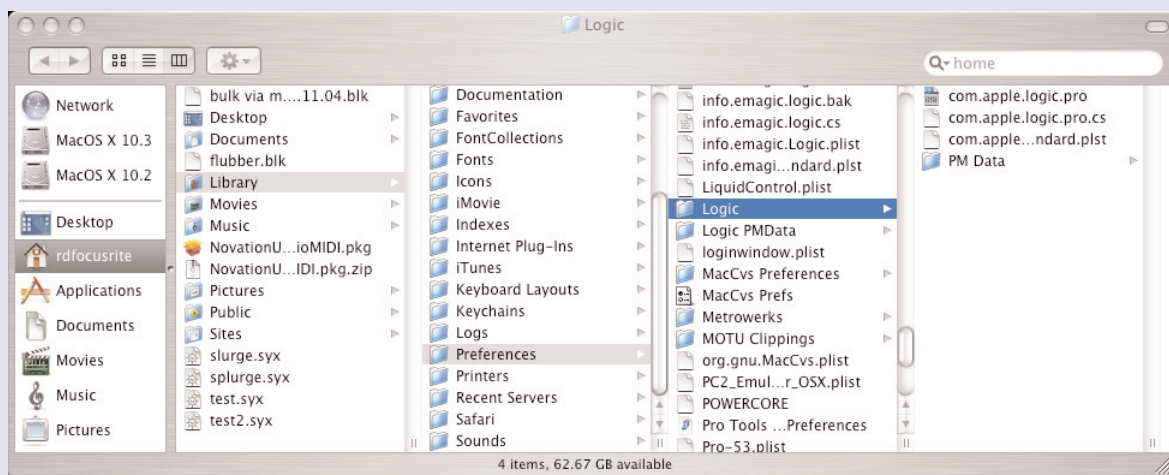 Logic
home
Network
MacOS X 10.3
MacOS X 10.2
Desktop
rdfocusrite
Applications
Documents
Movies
Music
Pictures
bulk via m....11.04.blk
Desktop
Documents
flubber.blk
Library
Movies
Music
NovationU...ioMIDI.pkg
NovationU...IDI.pkg.zip
Pictures
Public
Sites
slurge.syx
splurge.syx
test.syx
test2.syx
Documentation
Favorites
FontCollections
Fonts
Icons
iMovie
Indexes
Internet Plug-Ins
iTunes
Keyboard Layouts
Keychains
Logs
Preferences
Printers
Recent Servers
Safari
Sounds
info.emagic.logic.bak
info.emagic.logic.cs
info.emagic.Logic.plist
info.emagi...ndard.plst
LiquidControl.plist
Logic
Logic PMData
loginwindow.plist
MacCvs Preferences
MacCvs Prefs
Metrowerks
MOTU Clippings
org.gnu.MacCvs.plist
PC2_Emul...r_OSX.plist
POWERCORE
Pro Tools ...Preferences
Pro-53.plist
com.apple.logic.pro
com.apple.logic.pro.cs
com.apple...ndard.plst
PM Data
4 items, 62.67 GB available